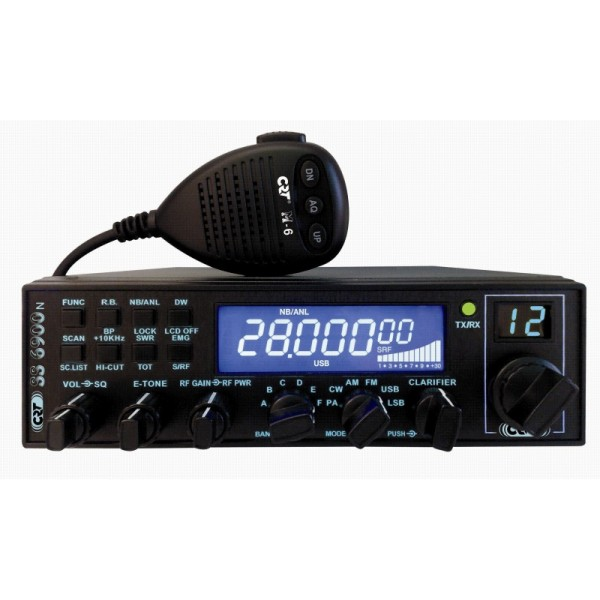 CRT M-6
DN
AQ
UP
CRT SS 6900 N
FUNC R.B. NB/ANL DW
SCAN BP +10KHz LOCK SWR LCD OFF EMG
SC.LIST HI-CUT TOT S/RF
NB/ANL
28.00000
SRF
1 • 3 • 5 • 7 • 9 • +30
USB
TX/RX
12
VOL SQ E-TONE RF GAIN RF PWR
A B C D E F
BAN
PA CW AM FM USB LSB
MODE
CLARIFIER
PUSH